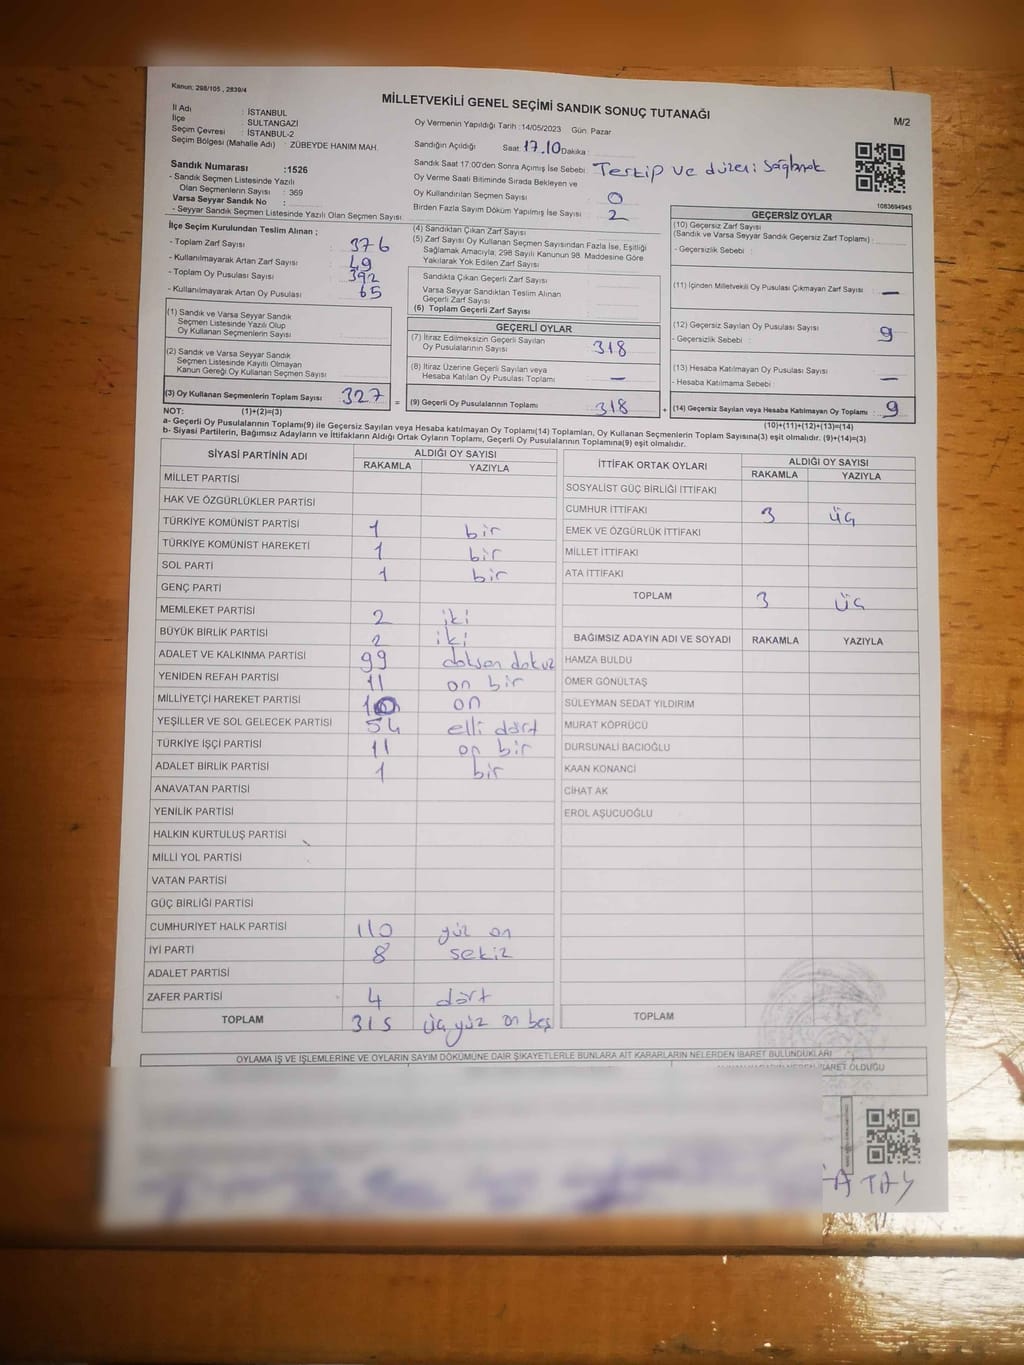 Kanun: 298/105 , 2839/4
MİLLETVEKİLİ GENEL SEÇİMİ SANDIK SONUÇ TUTANAĞI
M/2
İl Adı : İSTANBUL
İlçe : SULTANGAZİ
Seçim Çevresi : İSTANBUL-2
Seçim Bölgesi (Mahalle Adı) : ZÜBEYDE HANIM MAH.
Oy Vermenin Yapıldığı Tarih :14/05/2023 Gün: Pazar
Sandığın Açıldığı Saat: 17.10 Dakika :
Sandık Saat 17:00'den Sonra Açımış İse Sebebi : Tertip ve düzeni sağlamak
Oy Verme Saati Bitiminde Sırada Bekleyen ve
Oy Kullandırılan Seçmen Sayısı : 0
Birden Fazla Sayım Döküm Yapılmış İse Sayısı : 2
1083694945
Sandık Numarası :1526
- Sandık Seçmen Listesinde Yazılı
Olan Seçmenlerin Sayısı : 369
Varsa Seyyar Sandık No :
- Seyyar Sandık Seçmen Listesinde Yazılı Olan Seçmen Sayısı:
İlçe Seçim Kurulundan Teslim Alınan ;
- Toplam Zarf Sayısı : 376
- Kullanılmayarak Artan Zarf Sayısı : 49
- Toplam Oy Pusulası Sayısı : 392
- Kullanılmayarak Artan Oy Pusulası : 65
(1) Sandık ve Varsa Seyyar Sandık
Seçmen Listesinde Yazılı Olup
Oy Kullanan Seçmenlerin Sayısı :
(2) Sandık ve Varsa Seyyar Sandık
Seçmen Listesinde Kayıtlı Olmayan
Kanun Gereği Oy Kullanan Seçmen Sayısı :
(3) Oy Kullanan Seçmenlerin Toplam Sayısı : 327
(4) Sandıktan Çıkan Zarf Sayısı :
(5) Zarf Sayısı Oy Kullanan Seçmen Sayısından Fazla İse, Eşitliği
Sağlamak Amacıyla, 298 Sayılı Kanunun 98. Maddesine Göre
Yakılarak Yok Edilen Zarf Sayısı :
Sandıkta Çıkan Geçerli Zarf Sayısı :
Varsa Seyyar Sandıktan Teslim Alınan
Geçerli Zarf Sayısı :
(6) Toplam Geçerli Zarf Sayısı :
GEÇERLİ OYLAR
(7) İtiraz Edilmeksizin Geçerli Sayılan
Oy Pusulalarının Sayısı : 318
(8) İtiraz Üzerine Geçerli Sayılan veya
Hesaba Katılan Oy Pusulası Toplamı : —
= (9) Geçerli Oy Pusulalarının Toplamı : 318
GEÇERSİZ OYLAR
(10) Geçersiz Zarf Sayısı
(Sandık ve Varsa Seyyar Sandık Geçersiz Zarf Toplamı) :
- Geçersizlik Sebebi :
(11) İçinden Milletvekili Oy Pusulası Çıkmayan Zarf Sayısı : —
(12) Geçersiz Sayılan Oy Pusulası Sayısı : 9
- Geçersizlik Sebebi :
(13) Hesaba Katılmayan Oy Pusulası Sayısı : —
- Hesaba Katılmama Sebebi :
+ (14) Geçersiz Sayılan veya Hesaba Katılmayan Oy Toplamı : 9
NOT: (1)+(2)=(3)
(10)+(11)+(12)+(13)=(14)
a- Geçerli Oy Pusulalarının Toplamı(9) ile Geçersiz Sayılan veya Hesaba Katılmayan Oy Toplamı(14) Toplamları, Oy Kullanan Seçmenlerin Toplam Sayısına(3) eşit olmalıdır. (9)+(14)=(3)
b- Siyasi Partilerin, Bağımsız Adayların ve İttifakların Aldığı Ortak Oyların Toplamı, Geçerli Oy Pusulalarının Toplamına(9) eşit olmalıdır.
SİYASİ PARTİNİN ADI ALDIĞI OY SAYISI
RAKAMLA YAZIYLA
MİLLET PARTİSİ
HAK VE ÖZGÜRLÜKLER PARTİSİ
TÜRKİYE KOMÜNİST PARTİSİ 1 bir
TÜRKİYE KOMÜNİST HAREKETİ 1 bir
SOL PARTİ 1 bir
GENÇ PARTİ
MEMLEKET PARTİSİ 2 iki
BÜYÜK BİRLİK PARTİSİ 2 iki
ADALET VE KALKINMA PARTİSİ 99 doksan dokuz
YENİDEN REFAH PARTİSİ 11 on bir
MİLLİYETÇİ HAREKET PARTİSİ 10 on
YEŞİLLER VE SOL GELECEK PARTİSİ 54 elli dört
TÜRKİYE İŞÇİ PARTİSİ 11 on bir
ADALET BİRLİK PARTİSİ 1 bir
ANAVATAN PARTİSİ
YENİLİK PARTİSİ
HALKIN KURTULUŞ PARTİSİ
MİLLİ YOL PARTİSİ
VATAN PARTİSİ
GÜÇ BİRLİĞİ PARTİSİ
CUMHURİYET HALK PARTİSİ 110 yüz on
İYİ PARTİ 8 sekiz
ADALET PARTİSİ
ZAFER PARTİSİ 4 dört
TOPLAM 315 üç yüz on beş
İTTİFAK ORTAK OYLARI ALDIĞI OY SAYISI
RAKAMLA YAZIYLA
SOSYALİST GÜÇ BİRLİĞİ İTTİFAKI
CUMHUR İTTİFAKI 3 üç
EMEK VE ÖZGÜRLÜK İTTİFAKI
MİLLET İTTİFAKI
ATA İTTİFAKI
TOPLAM 3 üç
BAĞIMSIZ ADAYIN ADI VE SOYADI RAKAMLA YAZIYLA
HAMZA BULDU
ÖMER GÖNÜLTAŞ
SÜLEYMAN SEDAT YILDIRIM
MURAT KÖPRÜCÜ
DURSUNALİ BACIOĞLU
KAAN KONANCİ
CİHAT AK
EROL AŞUCUOĞLU
TOPLAM
OYLAMA İŞ VE İŞLEMLERİNE VE OYLARIN SAYIM DÖKÜMÜNE DAİR ŞİKAYETLERLE BUNLARA AİT KARARLARIN NELERDEN İBARET BULUNDUKLARI
OLDUĞU
ATAY